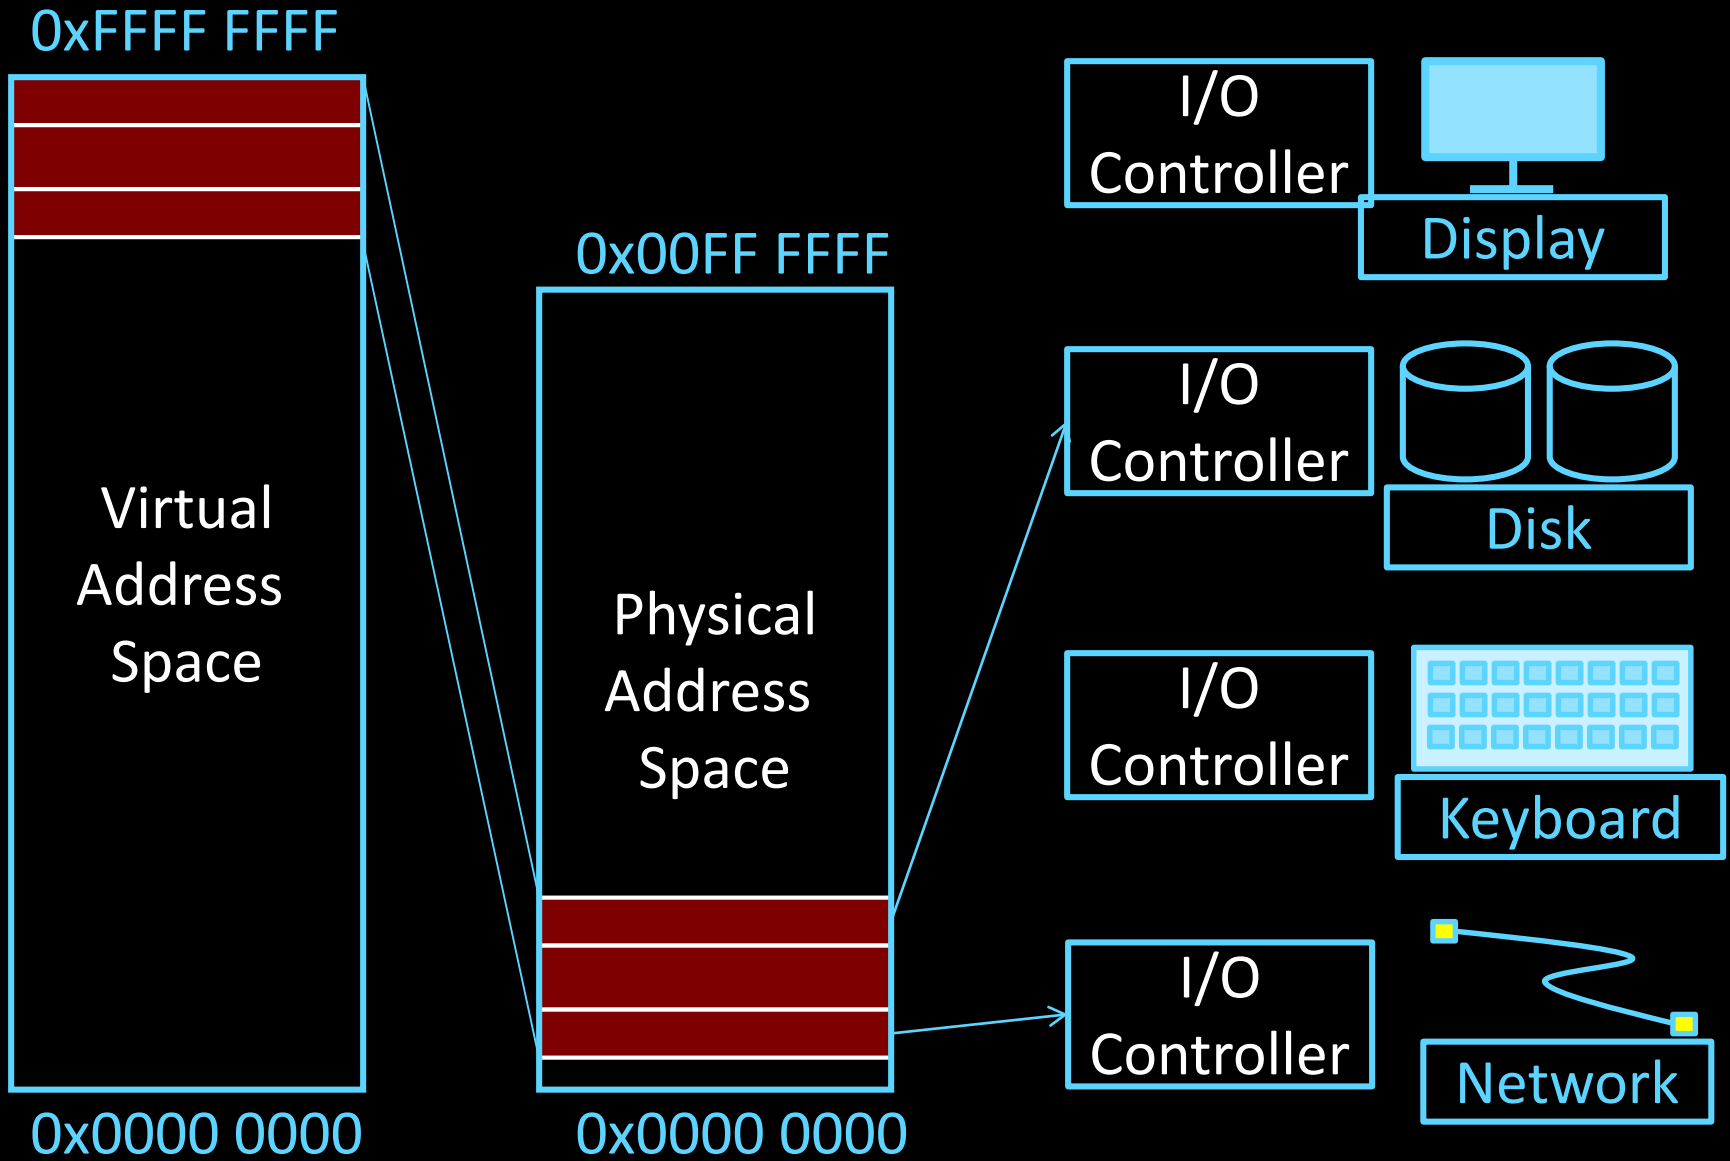 0xFFFF FFFF
Virtual
Address
Space
0x0000 0000
0x00FF FFFF
Physical
Address
Space
0x0000 0000
I/O
Controller
Display
I/O
Controller
Disk
I/O
Controller
Keyboard
I/O
Controller
Network